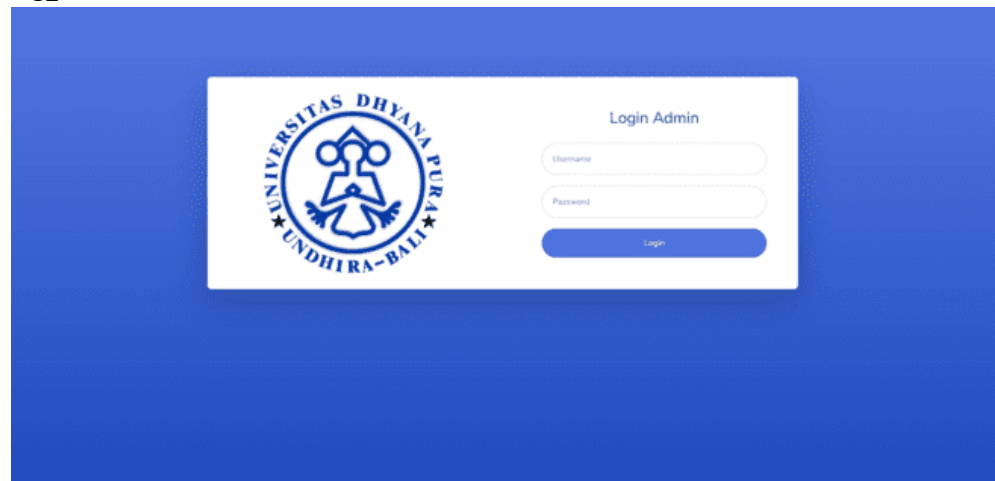 UNIVERSITAS DHYANA PURA
UNDHIRA-BALI
Login Admin
Username
Password
Login